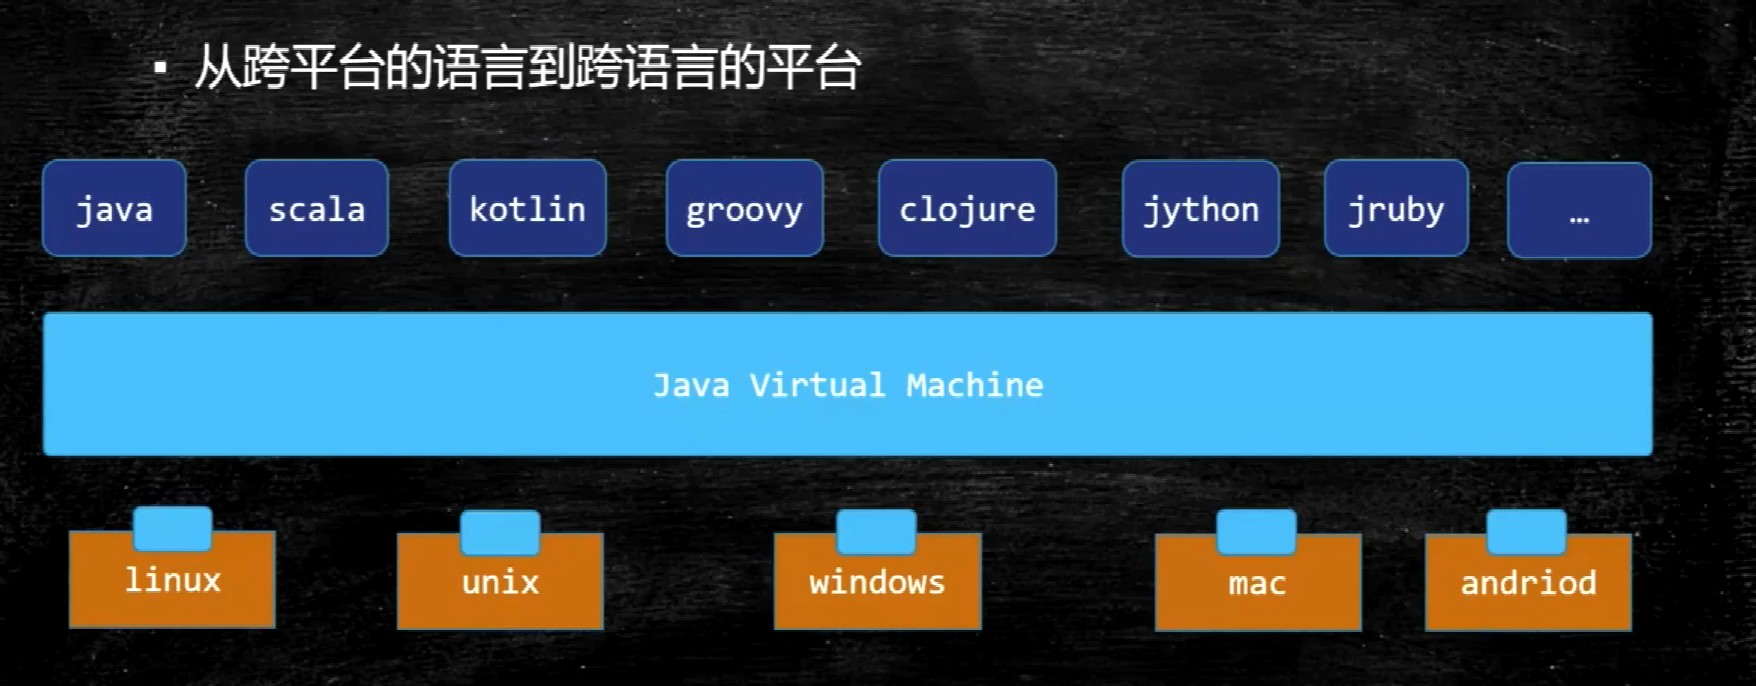 ▪ 从跨平台的语言到跨语言的平台
java scala kotlin groovy clojure jython jruby …
Java Virtual Machine
linux unix windows mac andriod